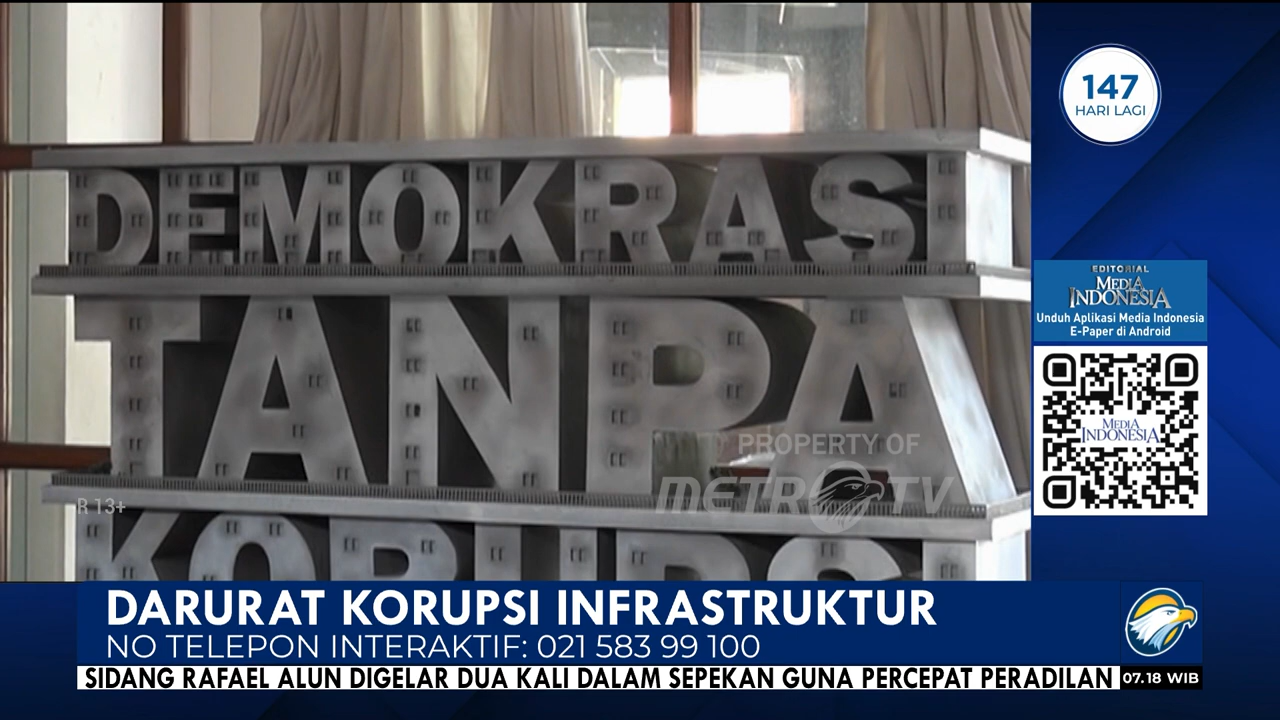 147
HARI LAGI
DEMOKRASI
TANPA
KORUPSI
EDITORIAL
MEDIA
INDONESIA
Unduh Aplikasi Media Indonesia
E-Paper di Android
MEDIA
INDONESIA
PROPERTY OF
METRO TV
R 13+
DARURAT KORUPSI INFRASTRUKTUR
NO TELEPON INTERAKTIF: 021 583 99 100
SIDANG RAFAEL ALUN DIGELAR DUA KALI DALAM SEPEKAN GUNA PERCEPAT PERADILAN
07.18 WIB